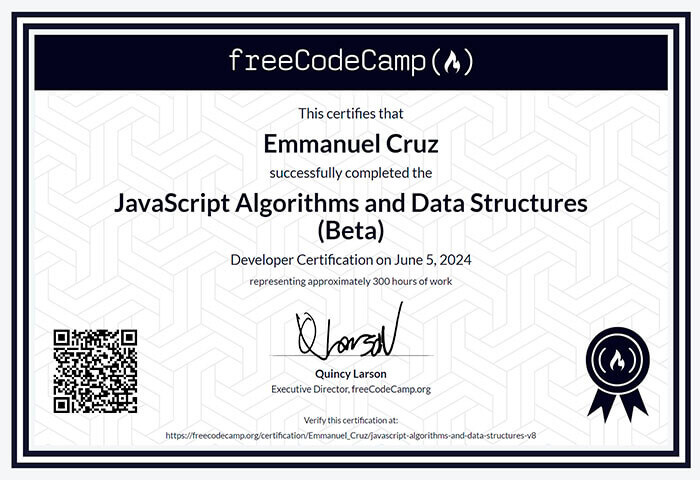 freeCodeCamp
This certifies that
Emmanuel Cruz
successfully completed the
JavaScript Algorithms and Data Structures
(Beta)
Developer Certification on June 5, 2024
representing approximately 300 hours of work
QLarson
Quincy Larson
Executive Director, freeCodeCamp.org
Verify this certification at:
https://freecodecamp.org/certification/Emmanuel_Cruz/javascript-algorithms-and-data-structures-v8